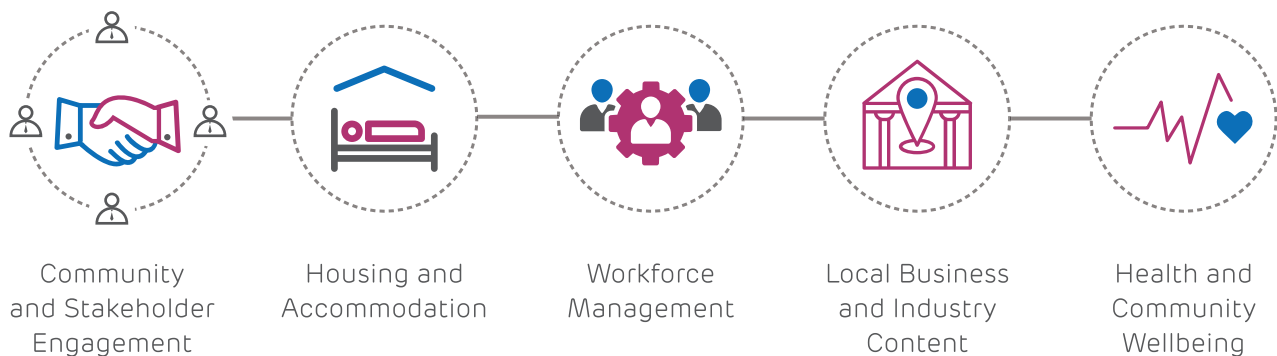 Community
and Stakeholder
Engagement
Housing and
Accommodation
Workforce
Management
Local Business
and Industry
Content
Health and
Community
Wellbeing